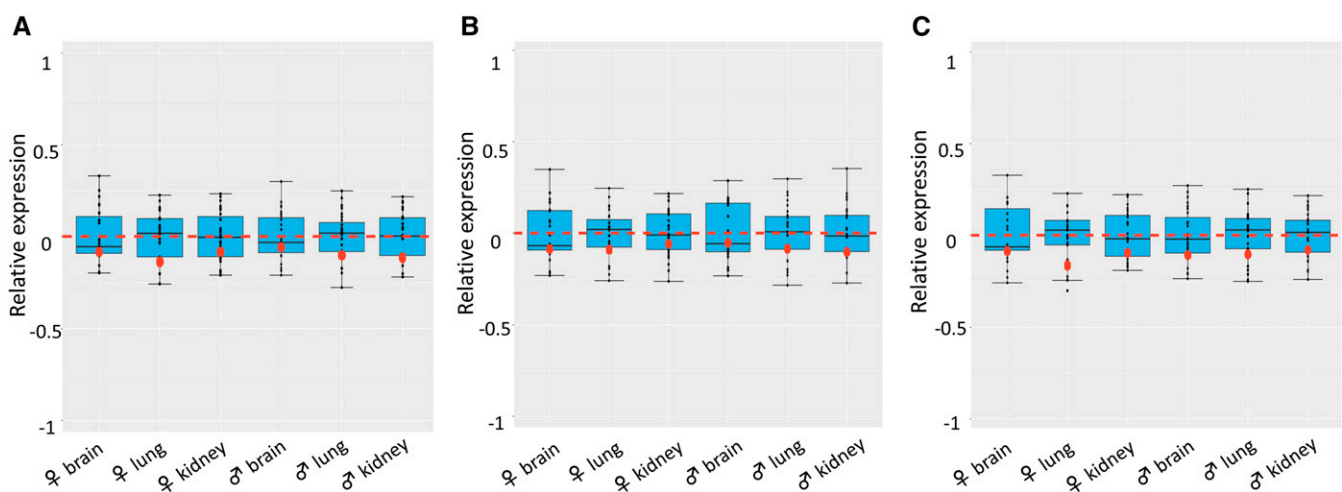 A
Relative expression
1
0.5
0
-0.5
-1
♀ brain
♀ lung
♀ kidney
♂ brain
♂ lung
♂ kidney
B
Relative expression
1
0.5
0
-0.5
-1
♀ brain
♀ lung
♀ kidney
♂ brain
♂ lung
♂ kidney
C
Relative expression
1
0.5
0
-0.5
-1
♀ brain
♀ lung
♀ kidney
♂ brain
♂ lung
♂ kidney